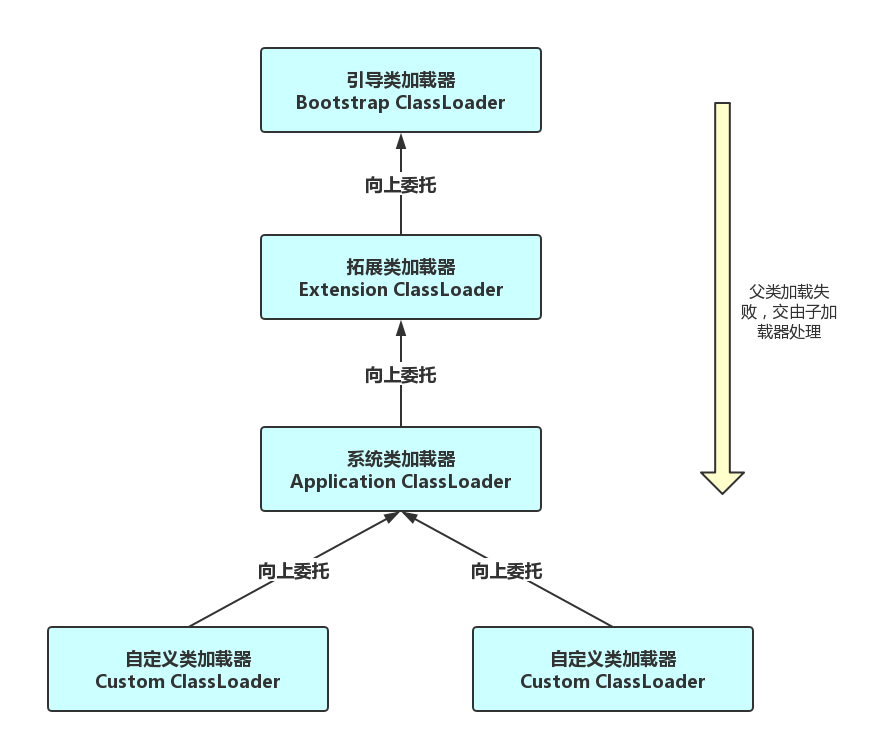 引导类加载器
Bootstrap ClassLoader
向上委托
拓展类加载器
Extension ClassLoader
向上委托
系统类加载器
Application ClassLoader
向上委托
向上委托
自定义类加载器
Custom ClassLoader
自定义类加载器
Custom ClassLoader
父类加载失
败，交由子加
载器处理